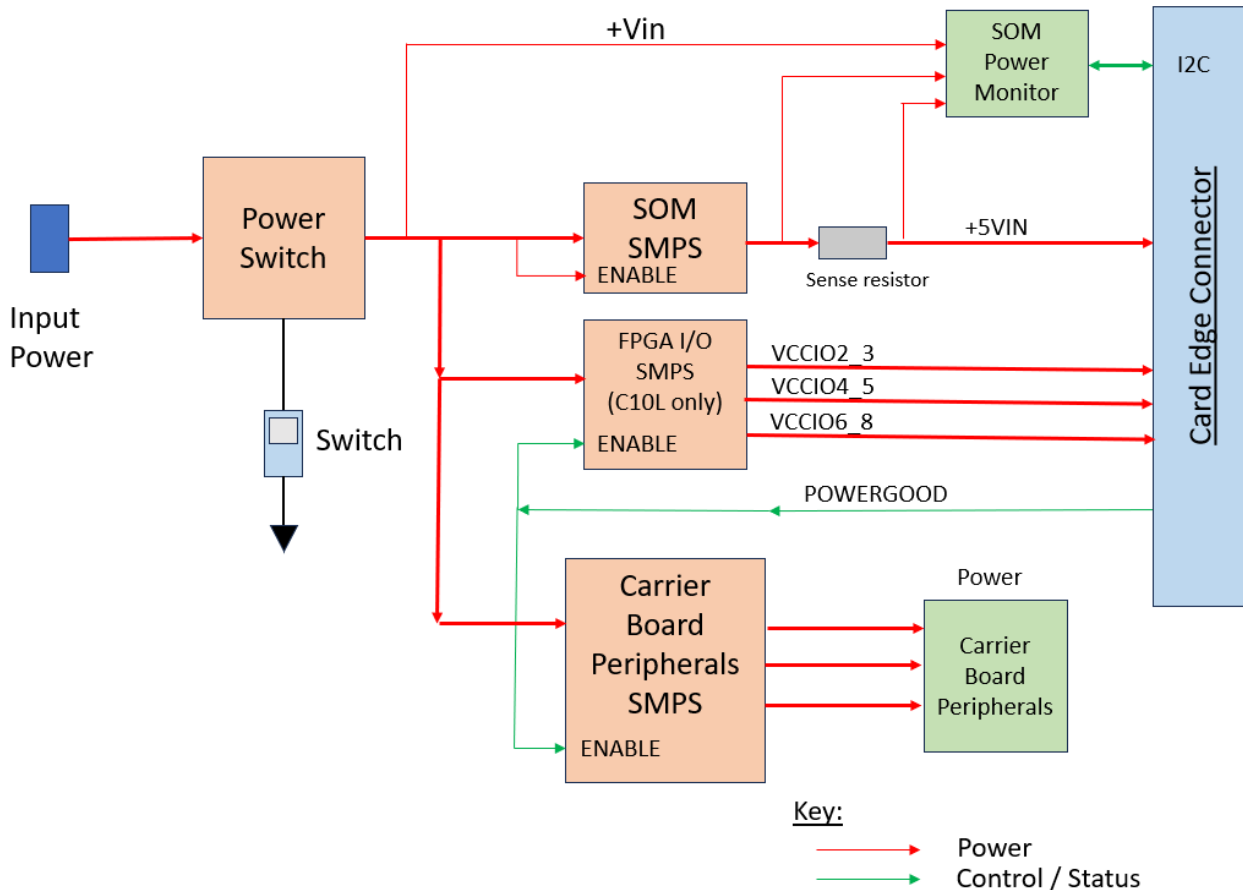 +Vin
SOM
Power
Monitor
I2C
Card Edge Connector
Power
Switch
SOM
SMPS
ENABLE
Sense resistor
+5VIN
Input
Power
Switch
FPGA I/O
SMPS
(C10L only)
ENABLE
VCCIO2_3
VCCIO4_5
VCCIO6_8
POWERGOOD
Carrier
Board
Peripherals
SMPS
ENABLE
Power
Carrier
Board
Peripherals
Key:
Power
Control / Status